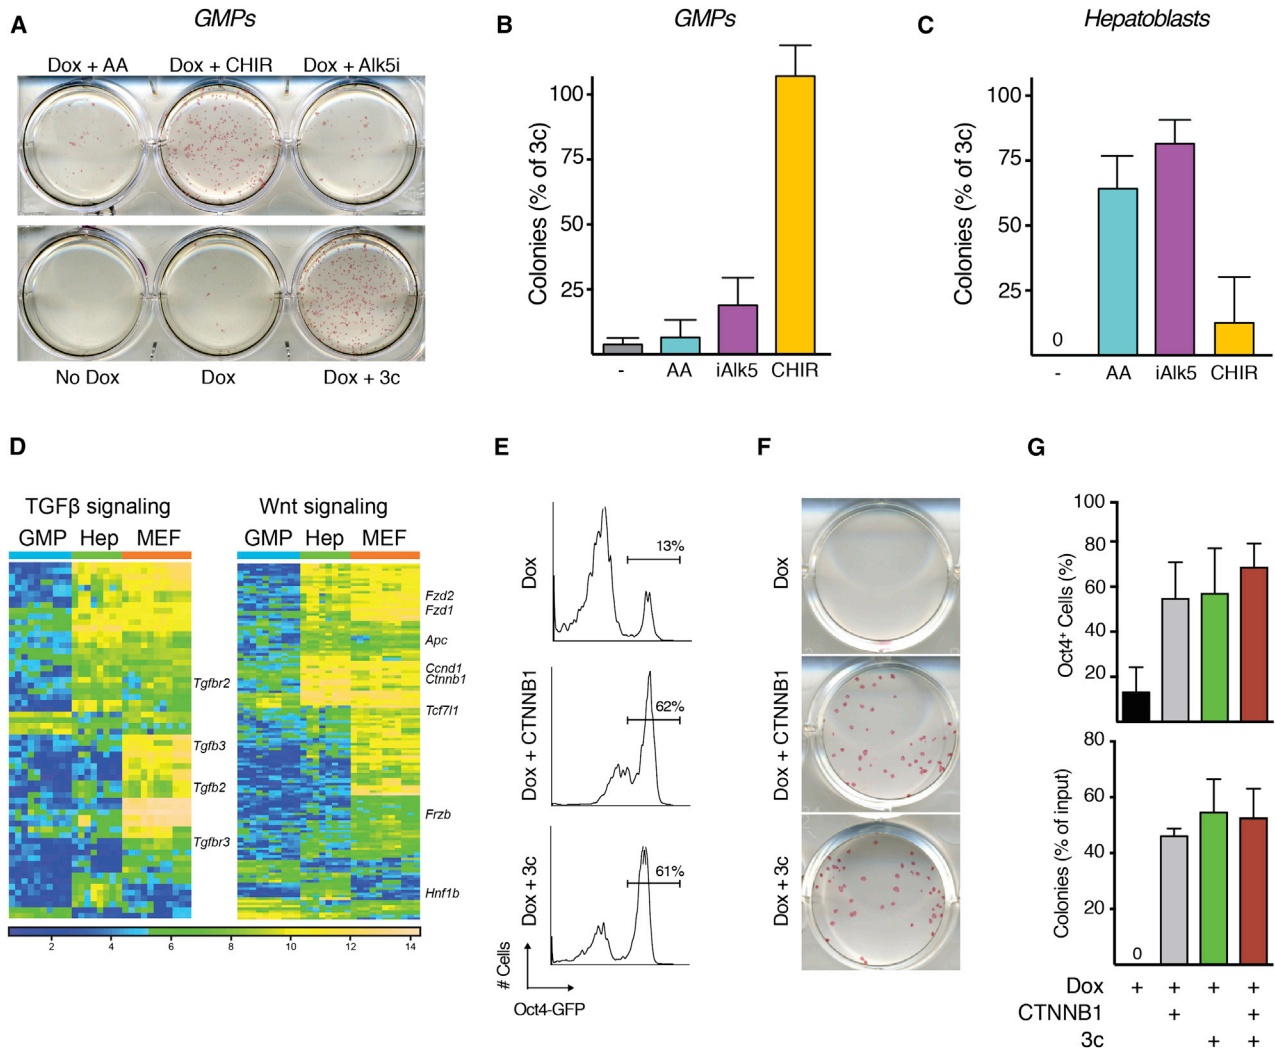 A
GMPs
Dox + AA
Dox + CHIR
Dox + Alk5i
No Dox
Dox
Dox + 3c
B
GMPs
Colonies (% of 3c)
100
75
50
25
-
AA
iAlk5
CHIR
C
Hepatoblasts
Colonies (% of 3c)
100
75
50
25
0
-
AA
iAlk5
CHIR
D
TGFβ signaling
GMP
Hep
MEF
Tgfbr2
Tgfb3
Tgfb2
Tgfbr3
Wnt signaling
GMP
Hep
MEF
Fzd2
Fzd1
Apc
Ccnd1
Ctnnb1
Tcf7l1
Frzb
Hnf1b
2
4
6
8
10
12
14
E
Dox
13%
Dox + CTNNB1
62%
Dox + 3c
61%
# Cells
Oct4-GFP
F
Dox
Dox + CTNNB1
Dox + 3c
G
Oct4⁺ Cells (%)
100
80
60
40
20
Colonies (% of input)
80
60
40
20
0
Dox + + + +
CTNNB1 + +
3c + +